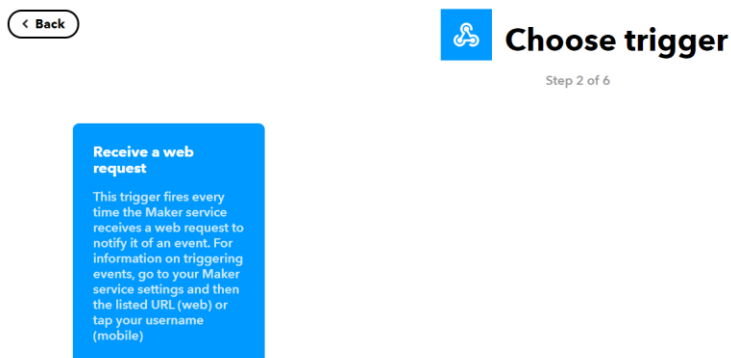 < Back
Choose trigger
Step 2 of 6
Receive a web
request
This trigger fires every
time the Maker service
receives a web request to
notify it of an event. For
information on triggering
events, go to your Maker
service settings and then
the listed URL (web) or
tap your username
(mobile)